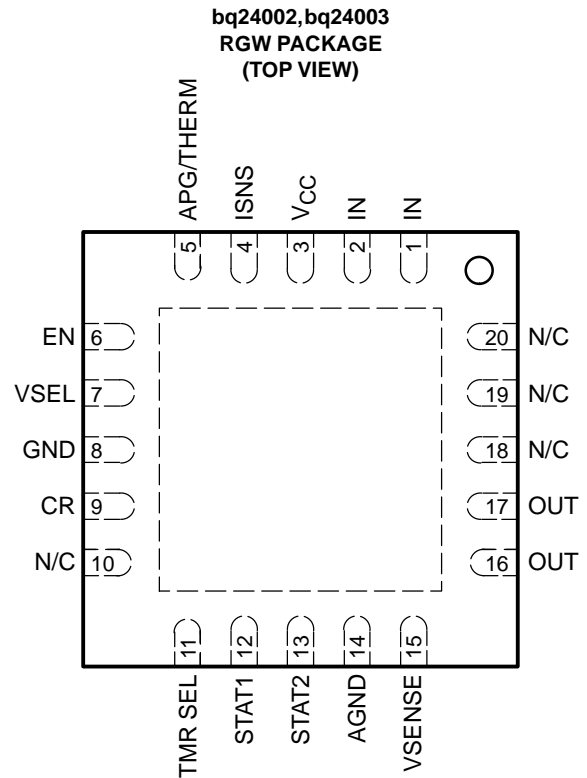 bq24002,bq24003
RGW PACKAGE
(TOP VIEW)
APG/THERM
ISNS
VCC
IN
IN
5
4
3
2
1
EN 6
20 N/C
VSEL 7
19 N/C
GND 8
18 N/C
CR 9
17 OUT
N/C 10
16 OUT
11
12
13
14
15
TMR SEL
STAT1
STAT2
AGND
VSENSE